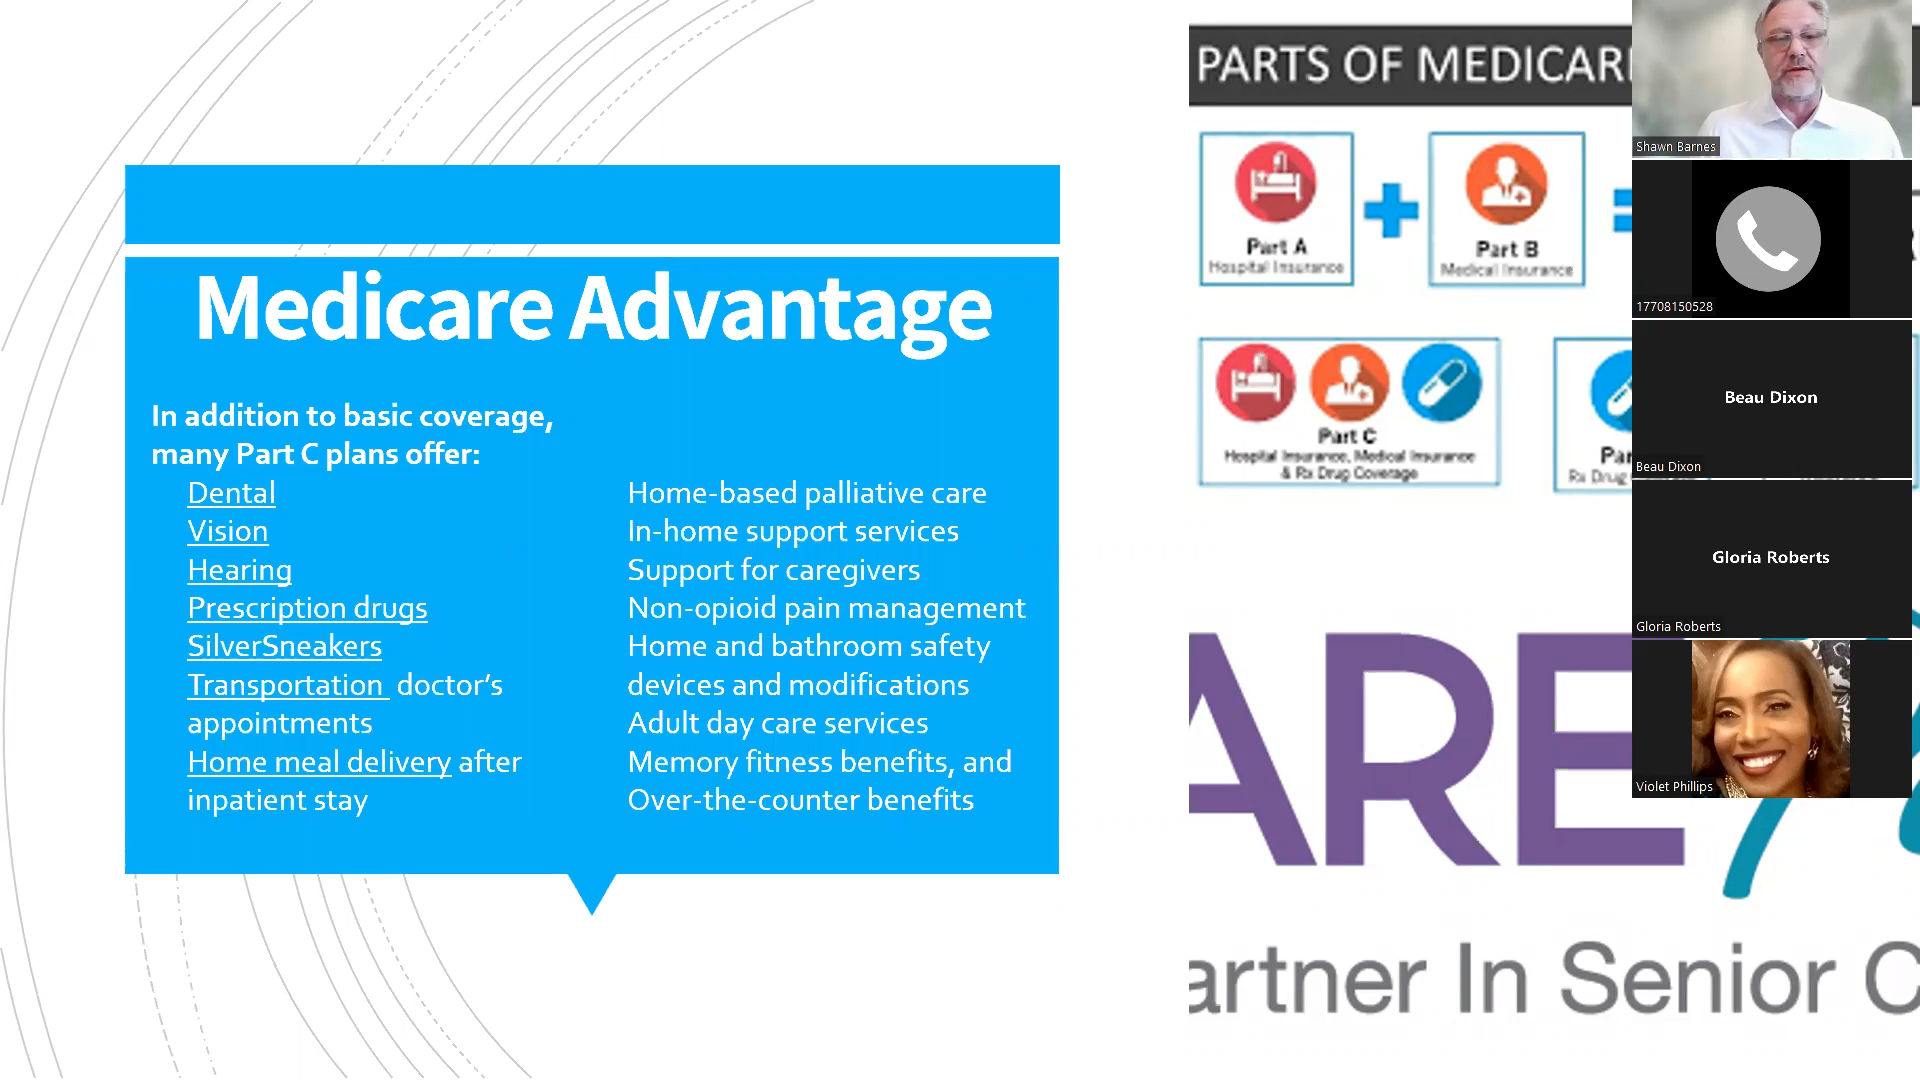 Medicare Advantage
In addition to basic coverage,
many Part C plans offer:
Dental
Vision
Hearing
Prescription drugs
SilverSneakers
Transportation doctor's
appointments
Home meal delivery after
inpatient stay
Home-based palliative care
In-home support services
Support for caregivers
Non-opioid pain management
Home and bathroom safety
devices and modifications
Adult day care services
Memory fitness benefits, and
Over-the-counter benefits
PARTS OF MEDICAR
Part A
Hospital Insurance
Part B
Medical Insurance
Part C
Hospital Insurance, Medical Insurance
& Rx Drug Coverage
Par
Rx Drug
ARE
artner In Senior C
Shawn Barnes
17708150528
Beau Dixon
Beau Dixon
Gloria Roberts
Gloria Roberts
Violet Phillips